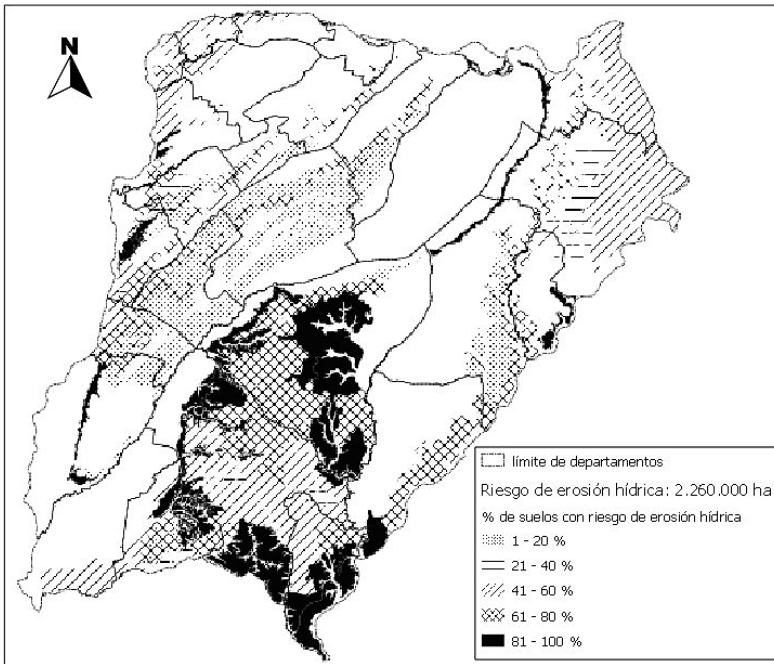 N
límite de departamentos
Riesgo de erosión hídrica: 2.260.000 ha
% de suelos con riesgo de erosión hídrica
1 - 20 %
21 - 40 %
41 - 60 %
61 - 80 %
81 - 100 %